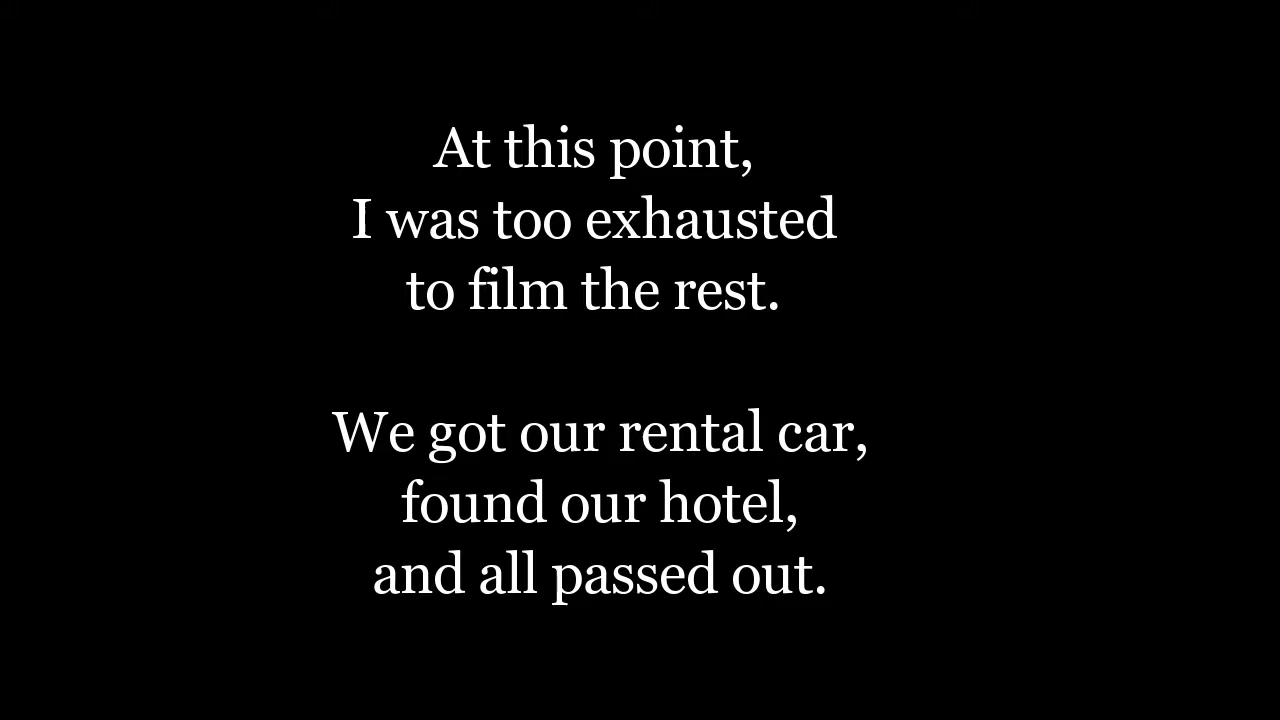 At this point,
I was too exhausted
to film the rest.
We got our rental car,
found our hotel,
and all passed out.